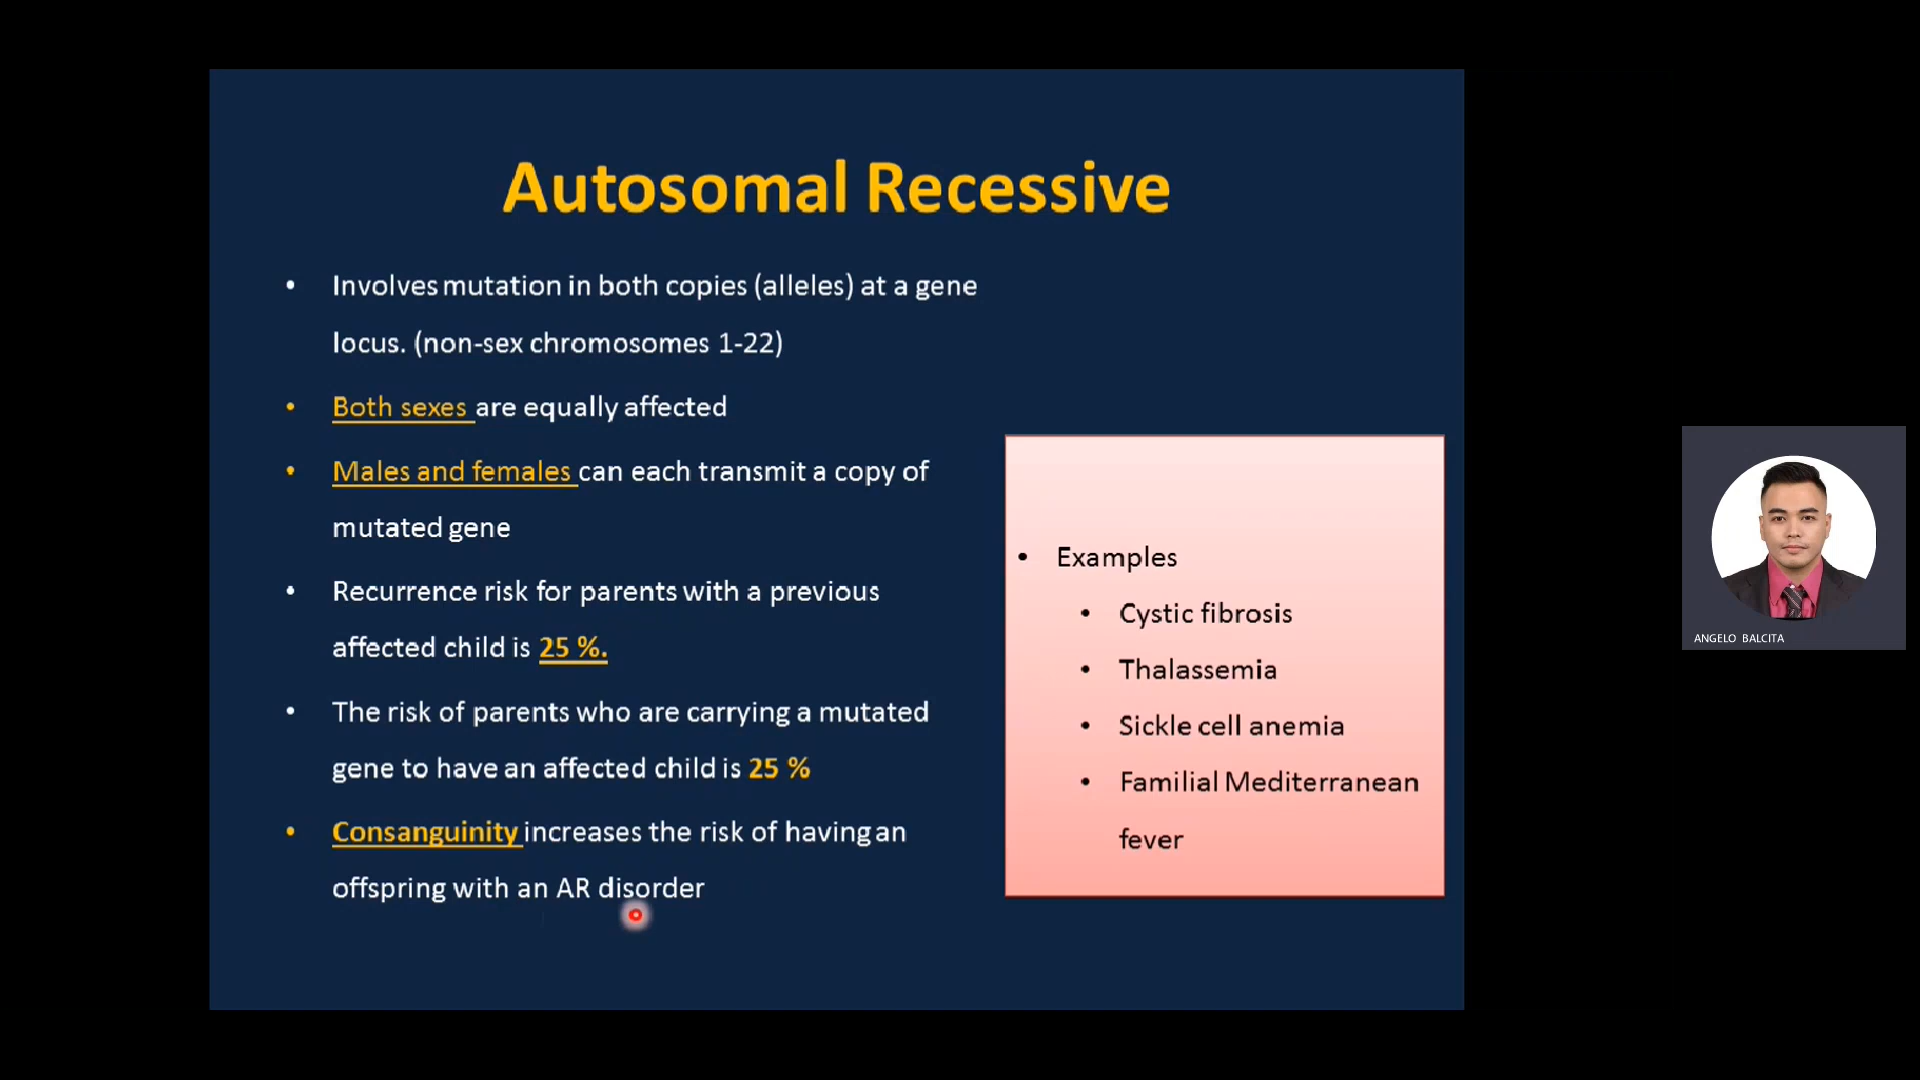 Autosomal Recessive
• Involves mutation in both copies (alleles) at a gene
locus. (non-sex chromosomes 1-22)
• Both sexes are equally affected
• Males and females can each transmit a copy of
mutated gene
• Recurrence risk for parents with a previous
affected child is 25 %.
• The risk of parents who are carrying a mutated
gene to have an affected child is 25 %
• Consanguinity increases the risk of having an
offspring with an AR disorder
• Examples
• Cystic fibrosis
• Thalassemia
• Sickle cell anemia
• Familial Mediterranean
fever
ANGELO BALCITA